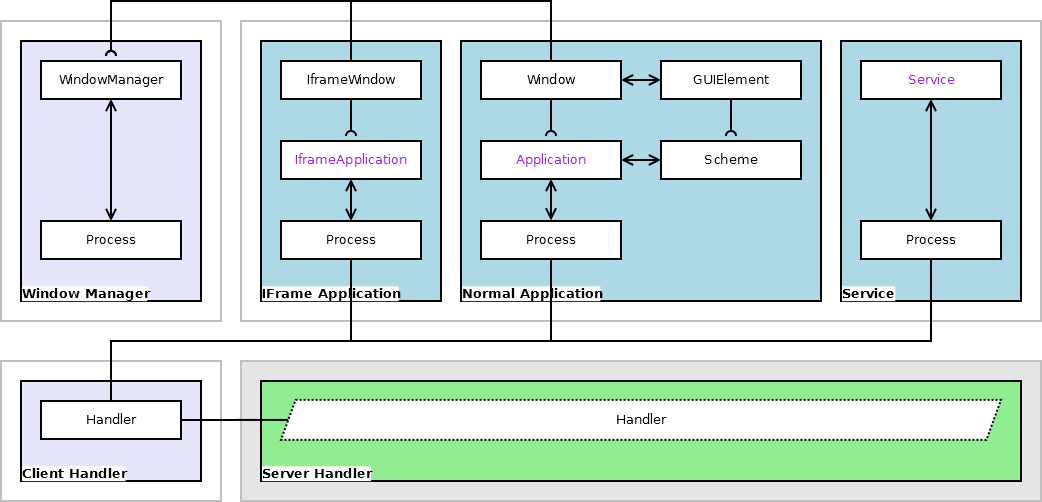 WindowManager
Process
Window Manager
IframeWindow
IframeApplication
Process
IFrame Application
Window
GUIElement
Application
Scheme
Process
Normal Application
Service
Process
Service
Handler
Client Handler
Handler
Server Handler